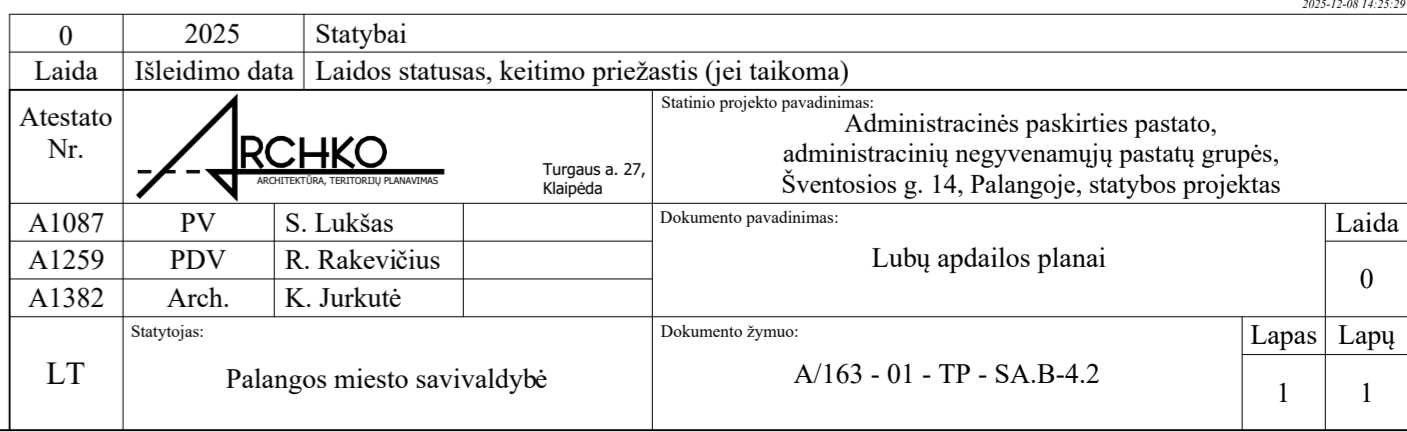 2025-12-08 14:25:29
0 2025 Statybai
Laida Išleidimo data Laidos statusas, keitimo priežastis (jei taikoma)
Atestato
Nr.
ARCHKO
ARCHITEKTŪRA, TERITORIJŲ PLANAVIMAS
Turgaus a. 27,
Klaipėda
Statinio projekto pavadinimas:
Administracinės paskirties pastato,
administracinių negyvenamųjų pastatų grupės,
Šventosios g. 14, Palangoje, statybos projektas
A1087 PV S. Lukšas
A1259 PDV R. Rakevičius
A1382 Arch. K. Jurkutė
Dokumento pavadinimas:
Lubų apdailos planai
Laida
0
LT
Statytojas:
Palangos miesto savivaldybė
Dokumento žymuo:
A/163 - 01 - TP - SA.B-4.2
Lapas Lapų
1 1